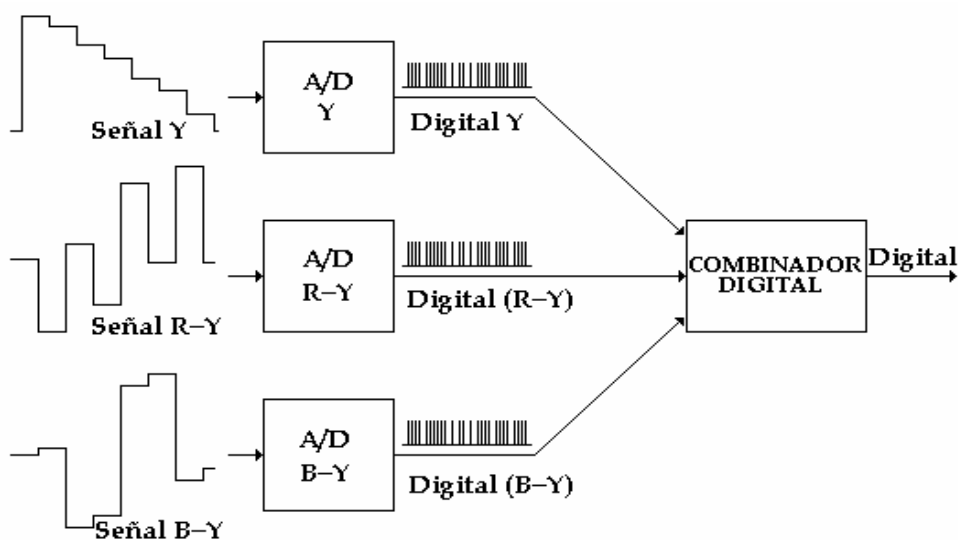 A/D
Y
Señal Y
Digital Y
A/D
R-Y
Señal R-Y
Digital (R-Y)
COMBINADOR
DIGITAL
Digital
A/D
B-Y
Señal B-Y
Digital (B-Y)